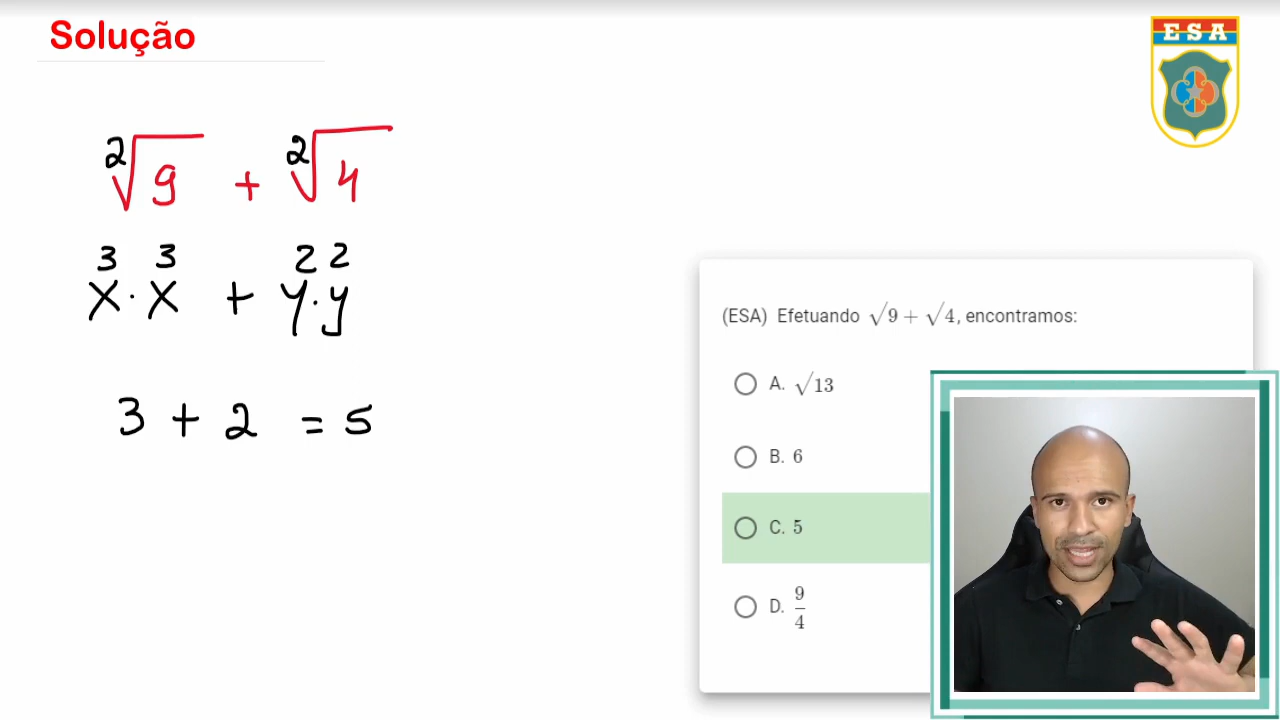 Solução
ESA
²√9 + ²√4
3 3 2 2
x · x + y · y
3 + 2 = 5
(ESA) Efetuando √9 + √4, encontramos:
A. √13
B. 6
C. 5
D. 9/4